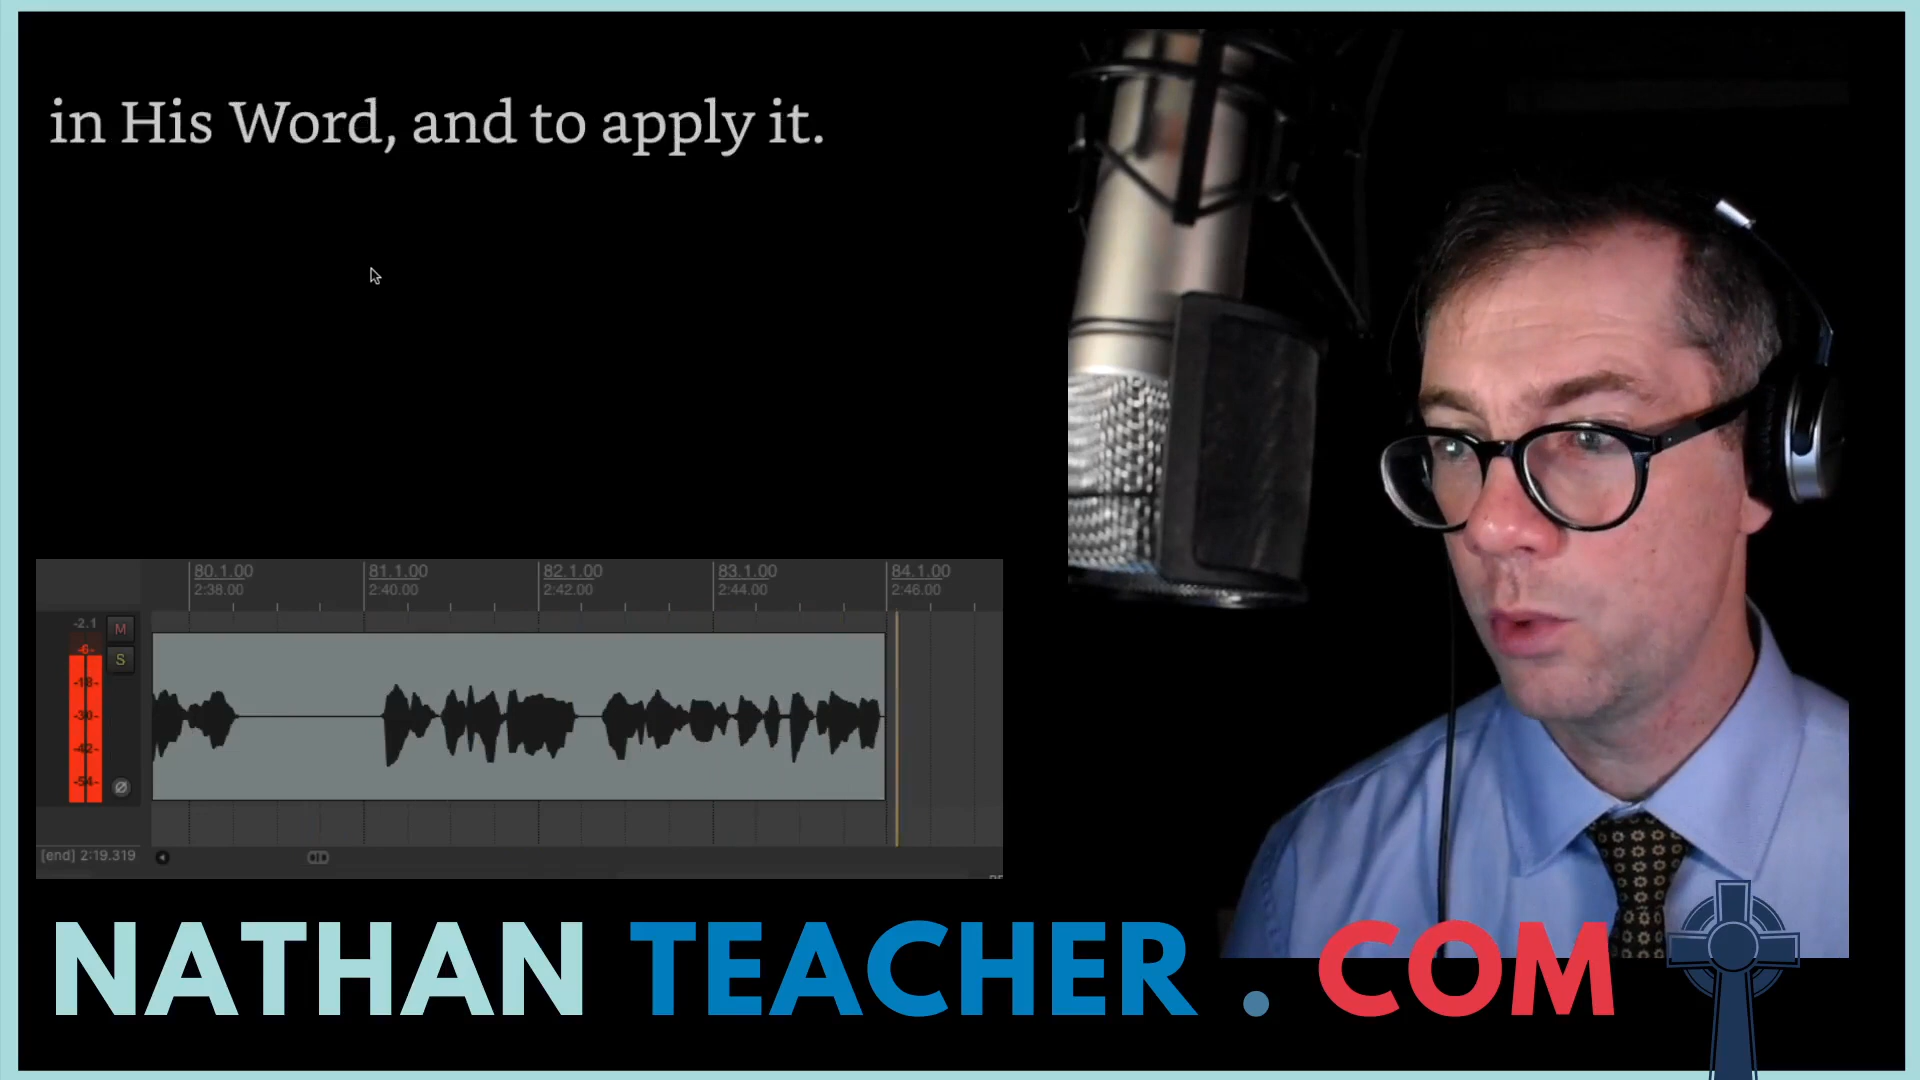 in His Word, and to apply it.
80.1.00 81.1.00 82.1.00 83.1.00 84.1.00
2:38.00 2:40.00 2:42.00 2:44.00 2:46.00
-2.1 M
-6-
S
-18-
-30-
-42-
-54-
[end] 2:19.319
NATHAN TEACHER . COM